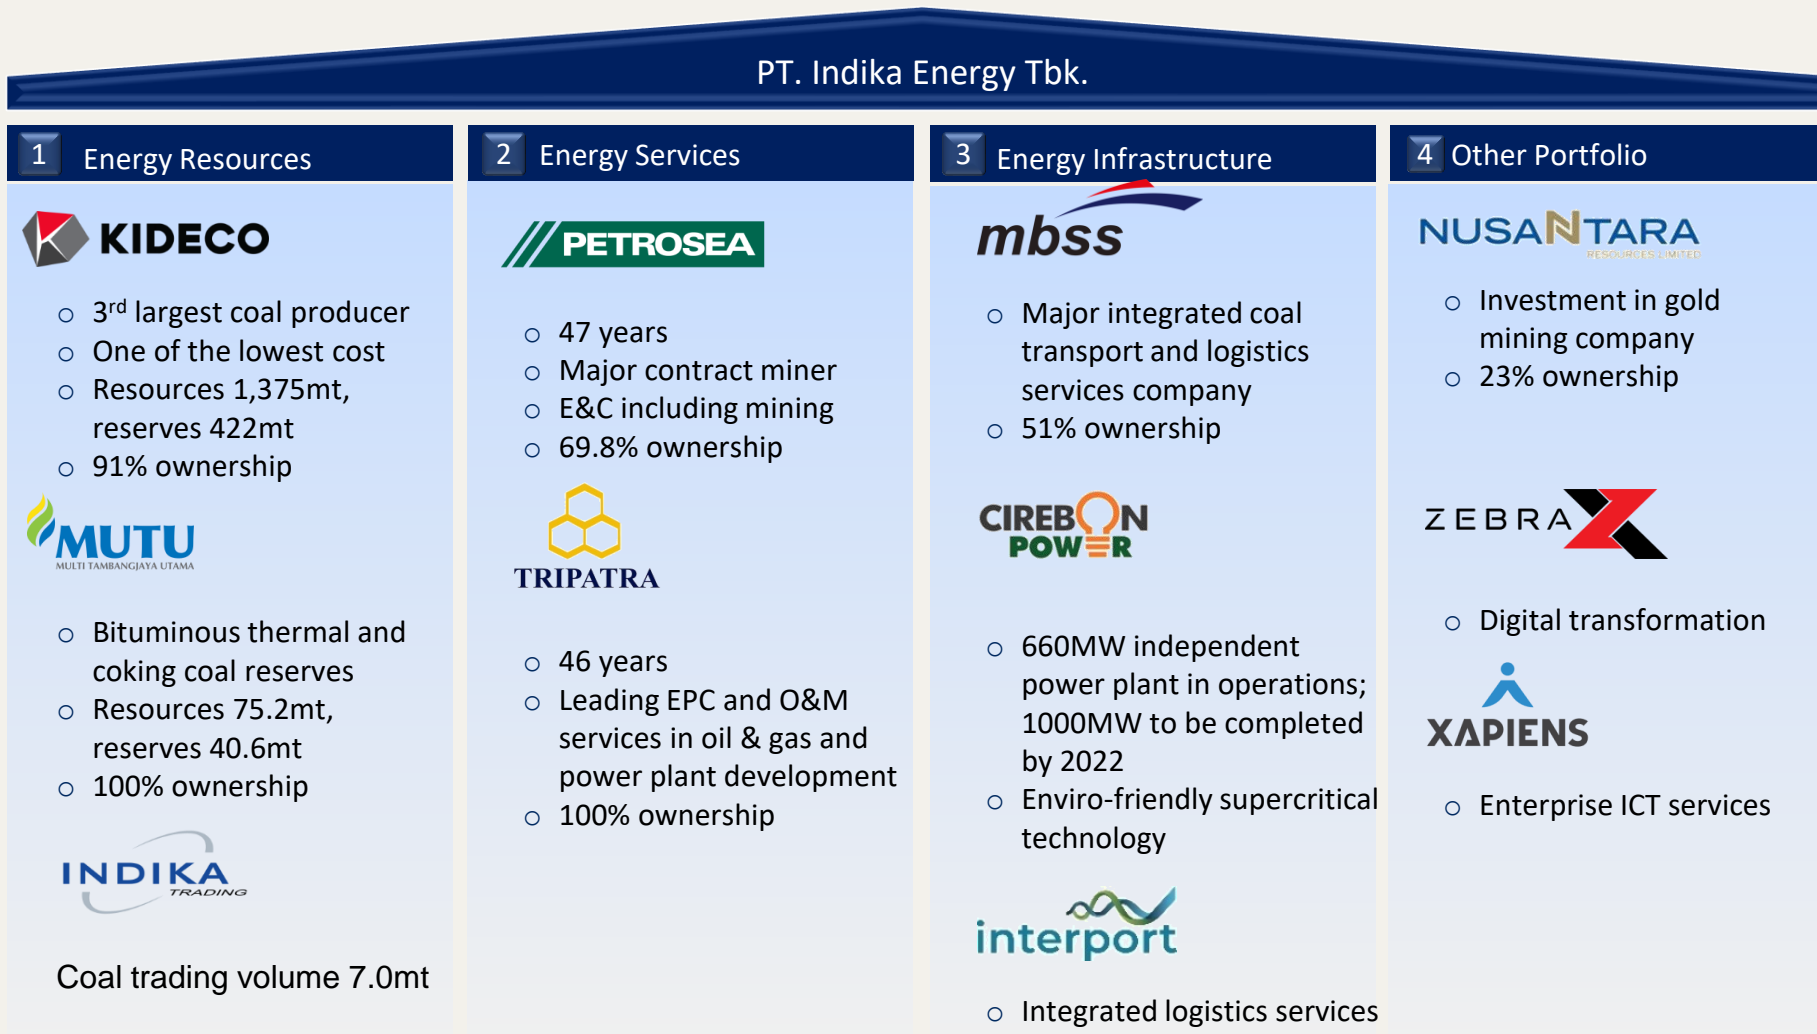 PT. Indika Energy Tbk.
1 Energy Resources
KIDECO
o 3rd largest coal producer
o One of the lowest cost
o Resources 1,375mt,
reserves 422mt
o 91% ownership
MUTU
MULTI TAMBANGJAYA UTAMA
o Bituminous thermal and
coking coal reserves
o Resources 75.2mt,
reserves 40.6mt
o 100% ownership
INDIKA
TRADING
Coal trading volume 7.0mt
2 Energy Services
PETROSEA
o 47 years
o Major contract miner
o E&C including mining
o 69.8% ownership
TRIPATRA
o 46 years
o Leading EPC and O&M
services in oil & gas and
power plant development
o 100% ownership
3 Energy Infrastructure
mbss
o Major integrated coal
transport and logistics
services company
o 51% ownership
CIREBON
POWER
o 660MW independent
power plant in operations;
1000MW to be completed
by 2022
o Enviro-friendly supercritical
technology
interport
o Integrated logistics services
4 Other Portfolio
NUSANTARA
RESOURCES LIMITED
o Investment in gold
mining company
o 23% ownership
ZEBRA
o Digital transformation
XAPIENS
o Enterprise ICT services